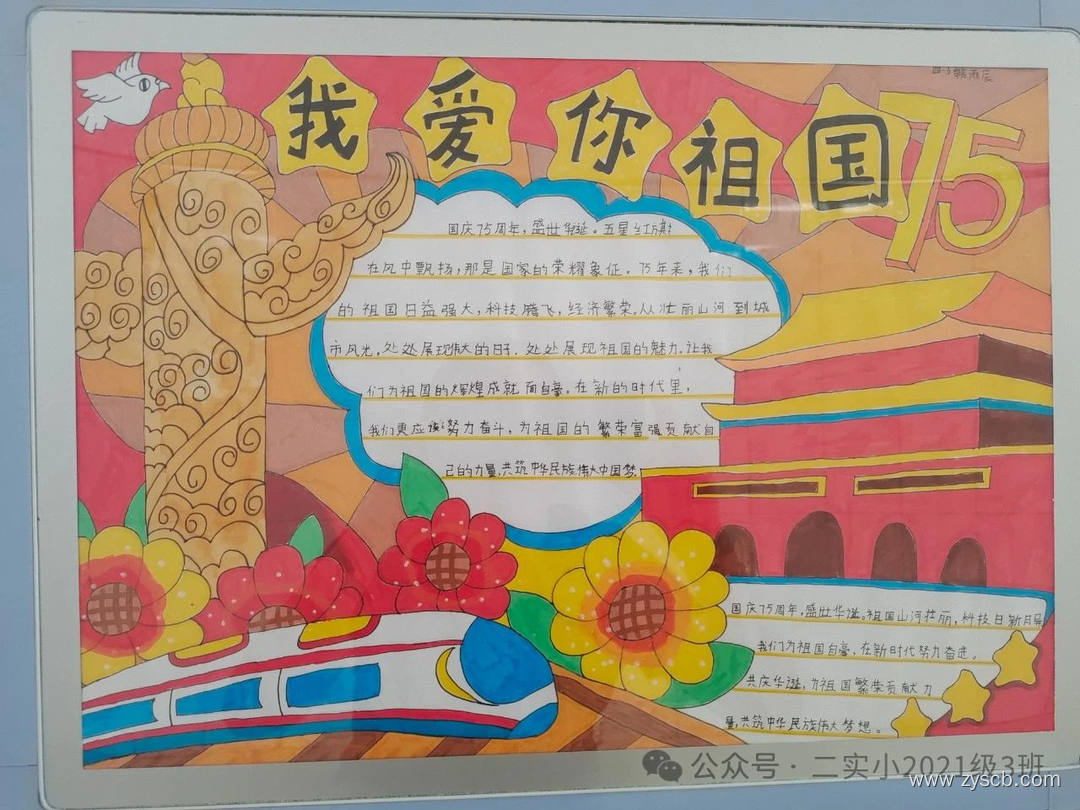 我爱你祖国
75
国庆75周年，盛世华诞。五星红旗
在风中飘扬，那是国家的荣耀象征。75年来，我们
的祖国日益强大，科技腾飞，经济繁荣，从壮丽山河到城
市风光，处处展现伟大的日子。处处展现祖国的魅力，让我
们为祖国的辉煌成就而自豪。在新的时代里，
我们更应该努力奋斗，为祖国的繁荣富强贡献自
己的力量，共筑中华民族伟大中国梦。
国庆75周年，盛世华诞。祖国山河壮丽，科技日新月异
我们为祖国自豪，在新时代努力奋进。
共庆华诞，为祖国繁荣贡献力
量，共筑中华民族伟大梦想。
公众号·二实小2021级3班
www.zyscb.com